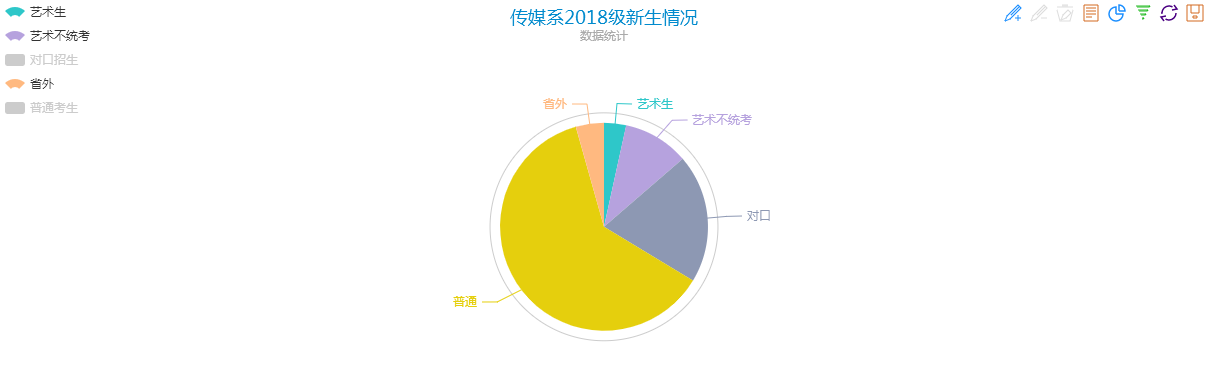 传媒系2018级新生情况
数据统计
艺术生
艺术不统考
对口招生
省外
普通考生
省外
艺术生
艺术不统考
对口
普通